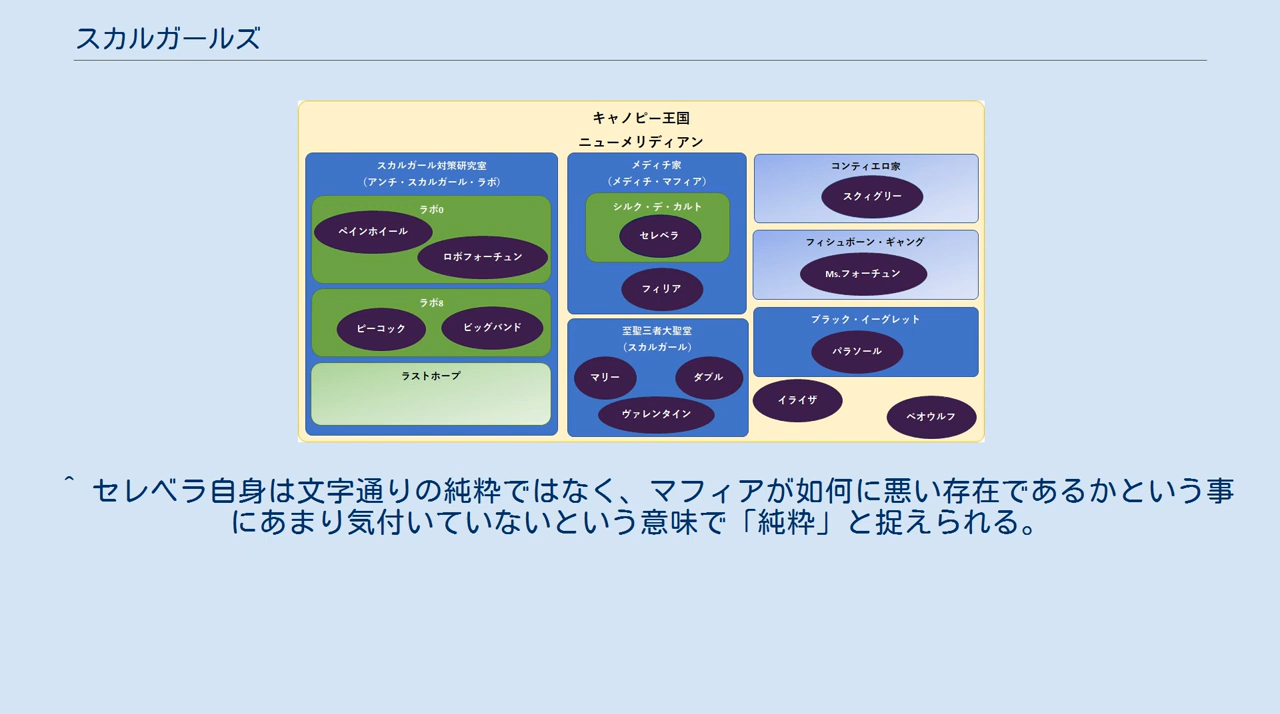 スカルガールズ
キャノピー王国
ニューメリディアン
スカルガール対策研究室
（アンチ・スカルガール・ラボ）
ラボ0
ペインホイール
ロボフォーチュン
ラボ8
ピーコック
ビッグバンド
ラストホープ
メディチ家
（メディチ・マフィア）
シルク・デ・カルト
セレベラ
フィリア
至聖三者大聖堂
（スカルガール）
マリー
ダブル
ヴァレンタイン
コンティエロ家
スクィグリー
フィシュボーン・ギャング
Ms.フォーチュン
ブラック・イーグレット
パラソール
イライザ
ベオウルフ
^ セレベラ自身は文字通りの純粋ではなく、マフィアが如何に悪い存在であるかという事
にあまり気付いていないという意味で「純粋」と捉えられる。